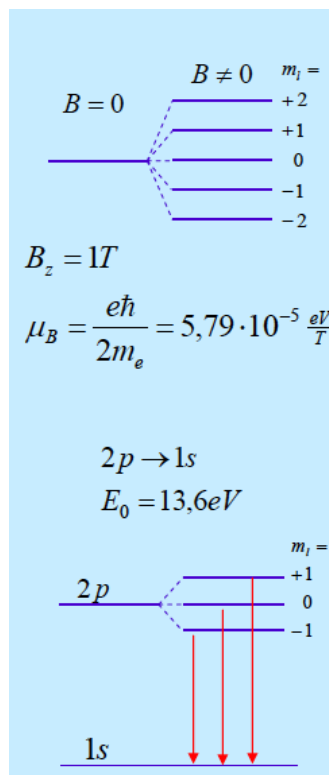 B ≠ 0 m_l =
B = 0 +2
+1
0
−1
−2
B_z = 1T
μ_B = eħ / 2m_e = 5,79 · 10⁻⁵ eV/T
2p → 1s
E_0 = 13,6eV
m_l =
+1
2p 0
−1
1s